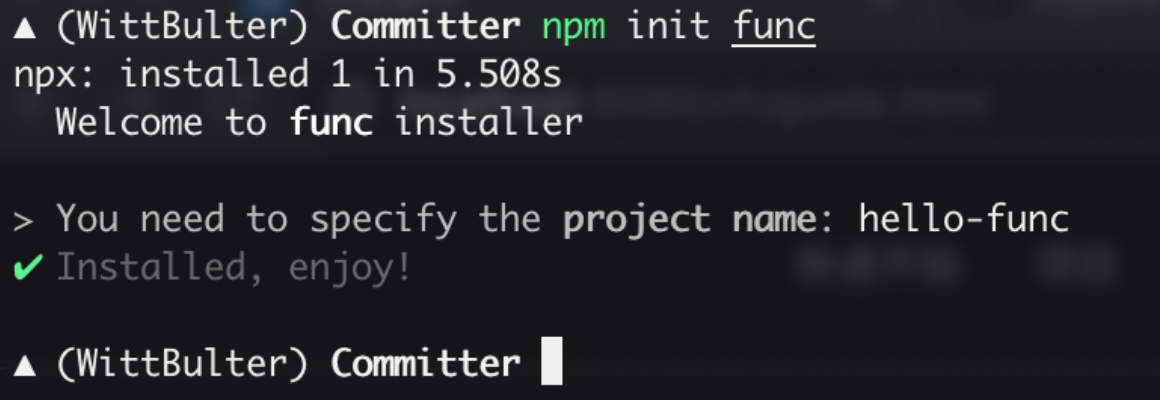 ▲ (WittBulter) Committer npm init func
npx: installed 1 in 5.508s
Welcome to func installer
> You need to specify the project name: hello-func
✔ Installed, enjoy!
▲ (WittBulter) Committer